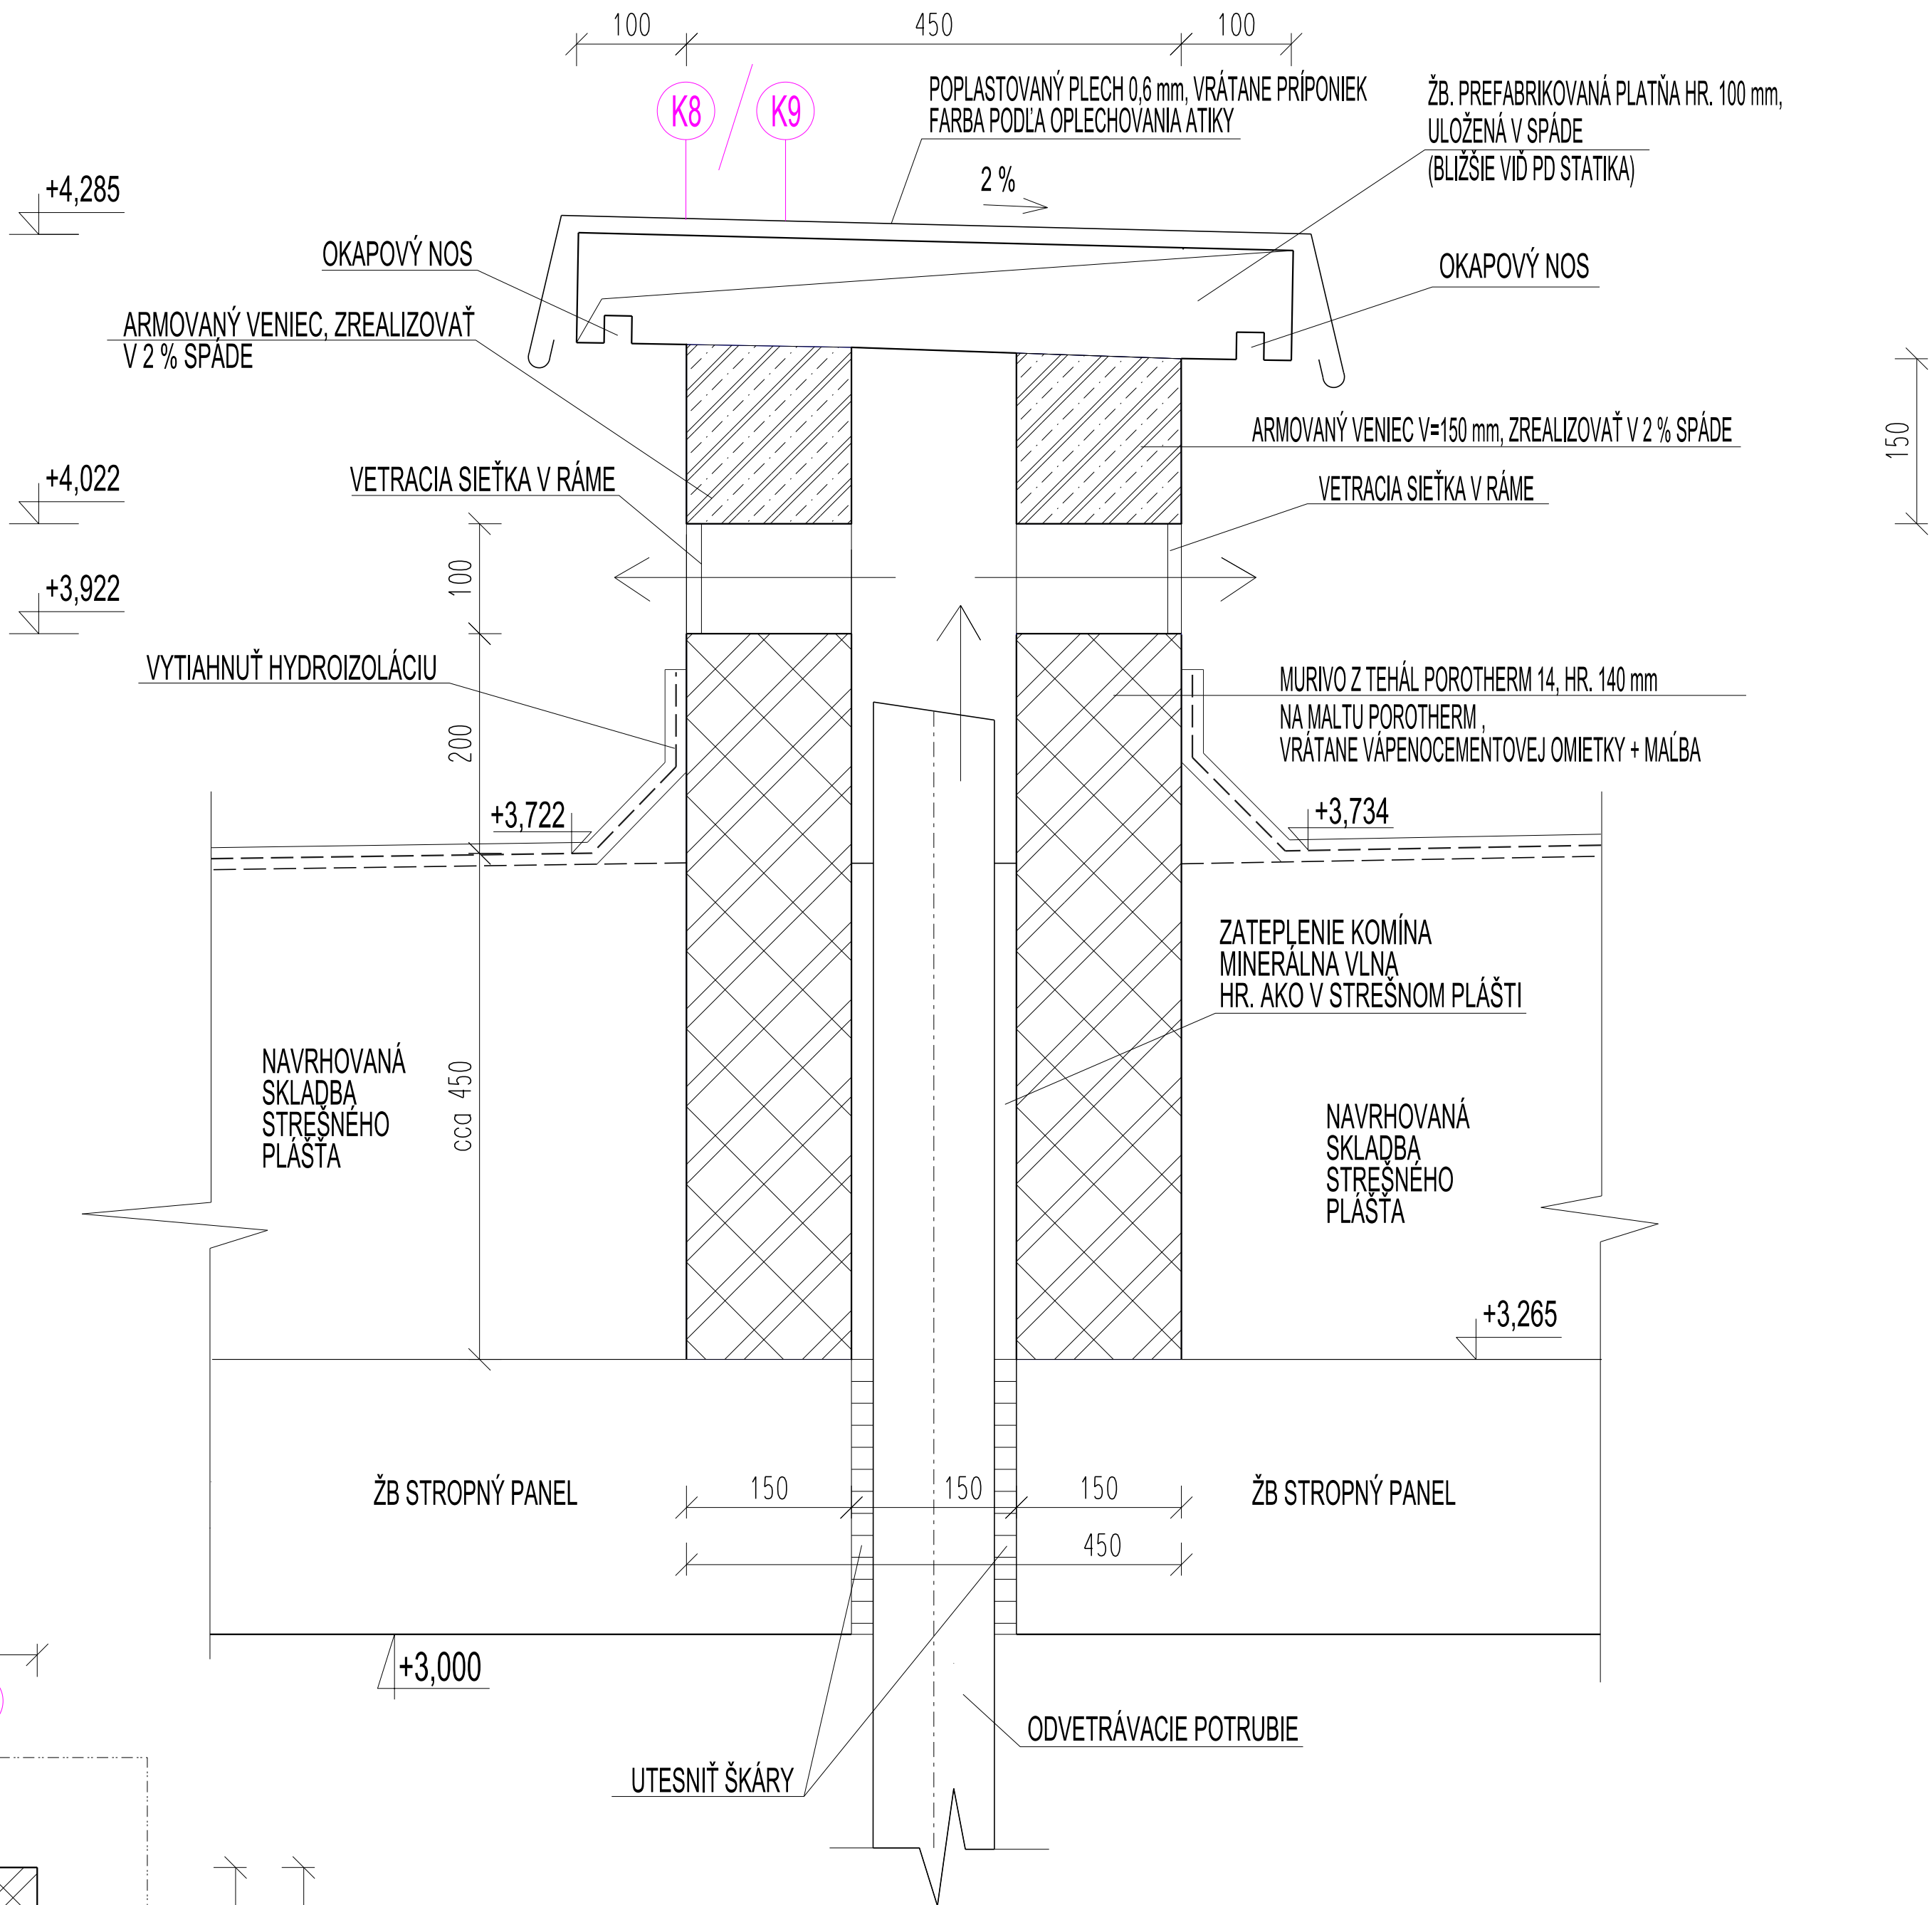 100
450
100
K8
K9
POPLASTOVANÝ PLECH 0,6 mm, VRÁTANE PRÍPONIEK
FARBA PODĽA OPLECHOVANIA ATIKY
ŽB. PREFABRIKOVANÁ PLATŇA HR. 100 mm,
ULOŽENÁ V SPÁDE
(BLIŽŠIE VIĎ PD STATIKA)
2 %
+4,285
OKAPOVÝ NOS
OKAPOVÝ NOS
ARMOVANÝ VENIEC, ZREALIZOVAŤ
V 2 % SPÁDE
ARMOVANÝ VENIEC V=150 mm, ZREALIZOVAŤ V 2 % SPÁDE
150
+4,022
VETRACIA SIEŤKA V RÁME
VETRACIA SIEŤKA V RÁME
+3,922
100
VYTIAHNUŤ HYDROIZOLÁCIU
MURIVO Z TEHÁL POROTHERM 14, HR. 140 mm
NA MALTU POROTHERM ,
VRÁTANE VÁPENOCEMENTOVEJ OMIETKY + MAĹBA
200
+3,722
+3,734
ZATEPLENIE KOMÍNA
MINERÁLNA VLNA
HR. AKO V STREŠNOM PLÁŠTI
NAVRHOVANÁ
SKLADBA
STREŠNÉHO
PLÁŠŤA
cca 450
NAVRHOVANÁ
SKLADBA
STREŠNÉHO
PLÁŠŤA
+3,265
ŽB STROPNÝ PANEL
150
150
150
ŽB STROPNÝ PANEL
450
+3,000
ODVETRÁVACIE POTRUBIE
UTESNIŤ ŠKÁRY